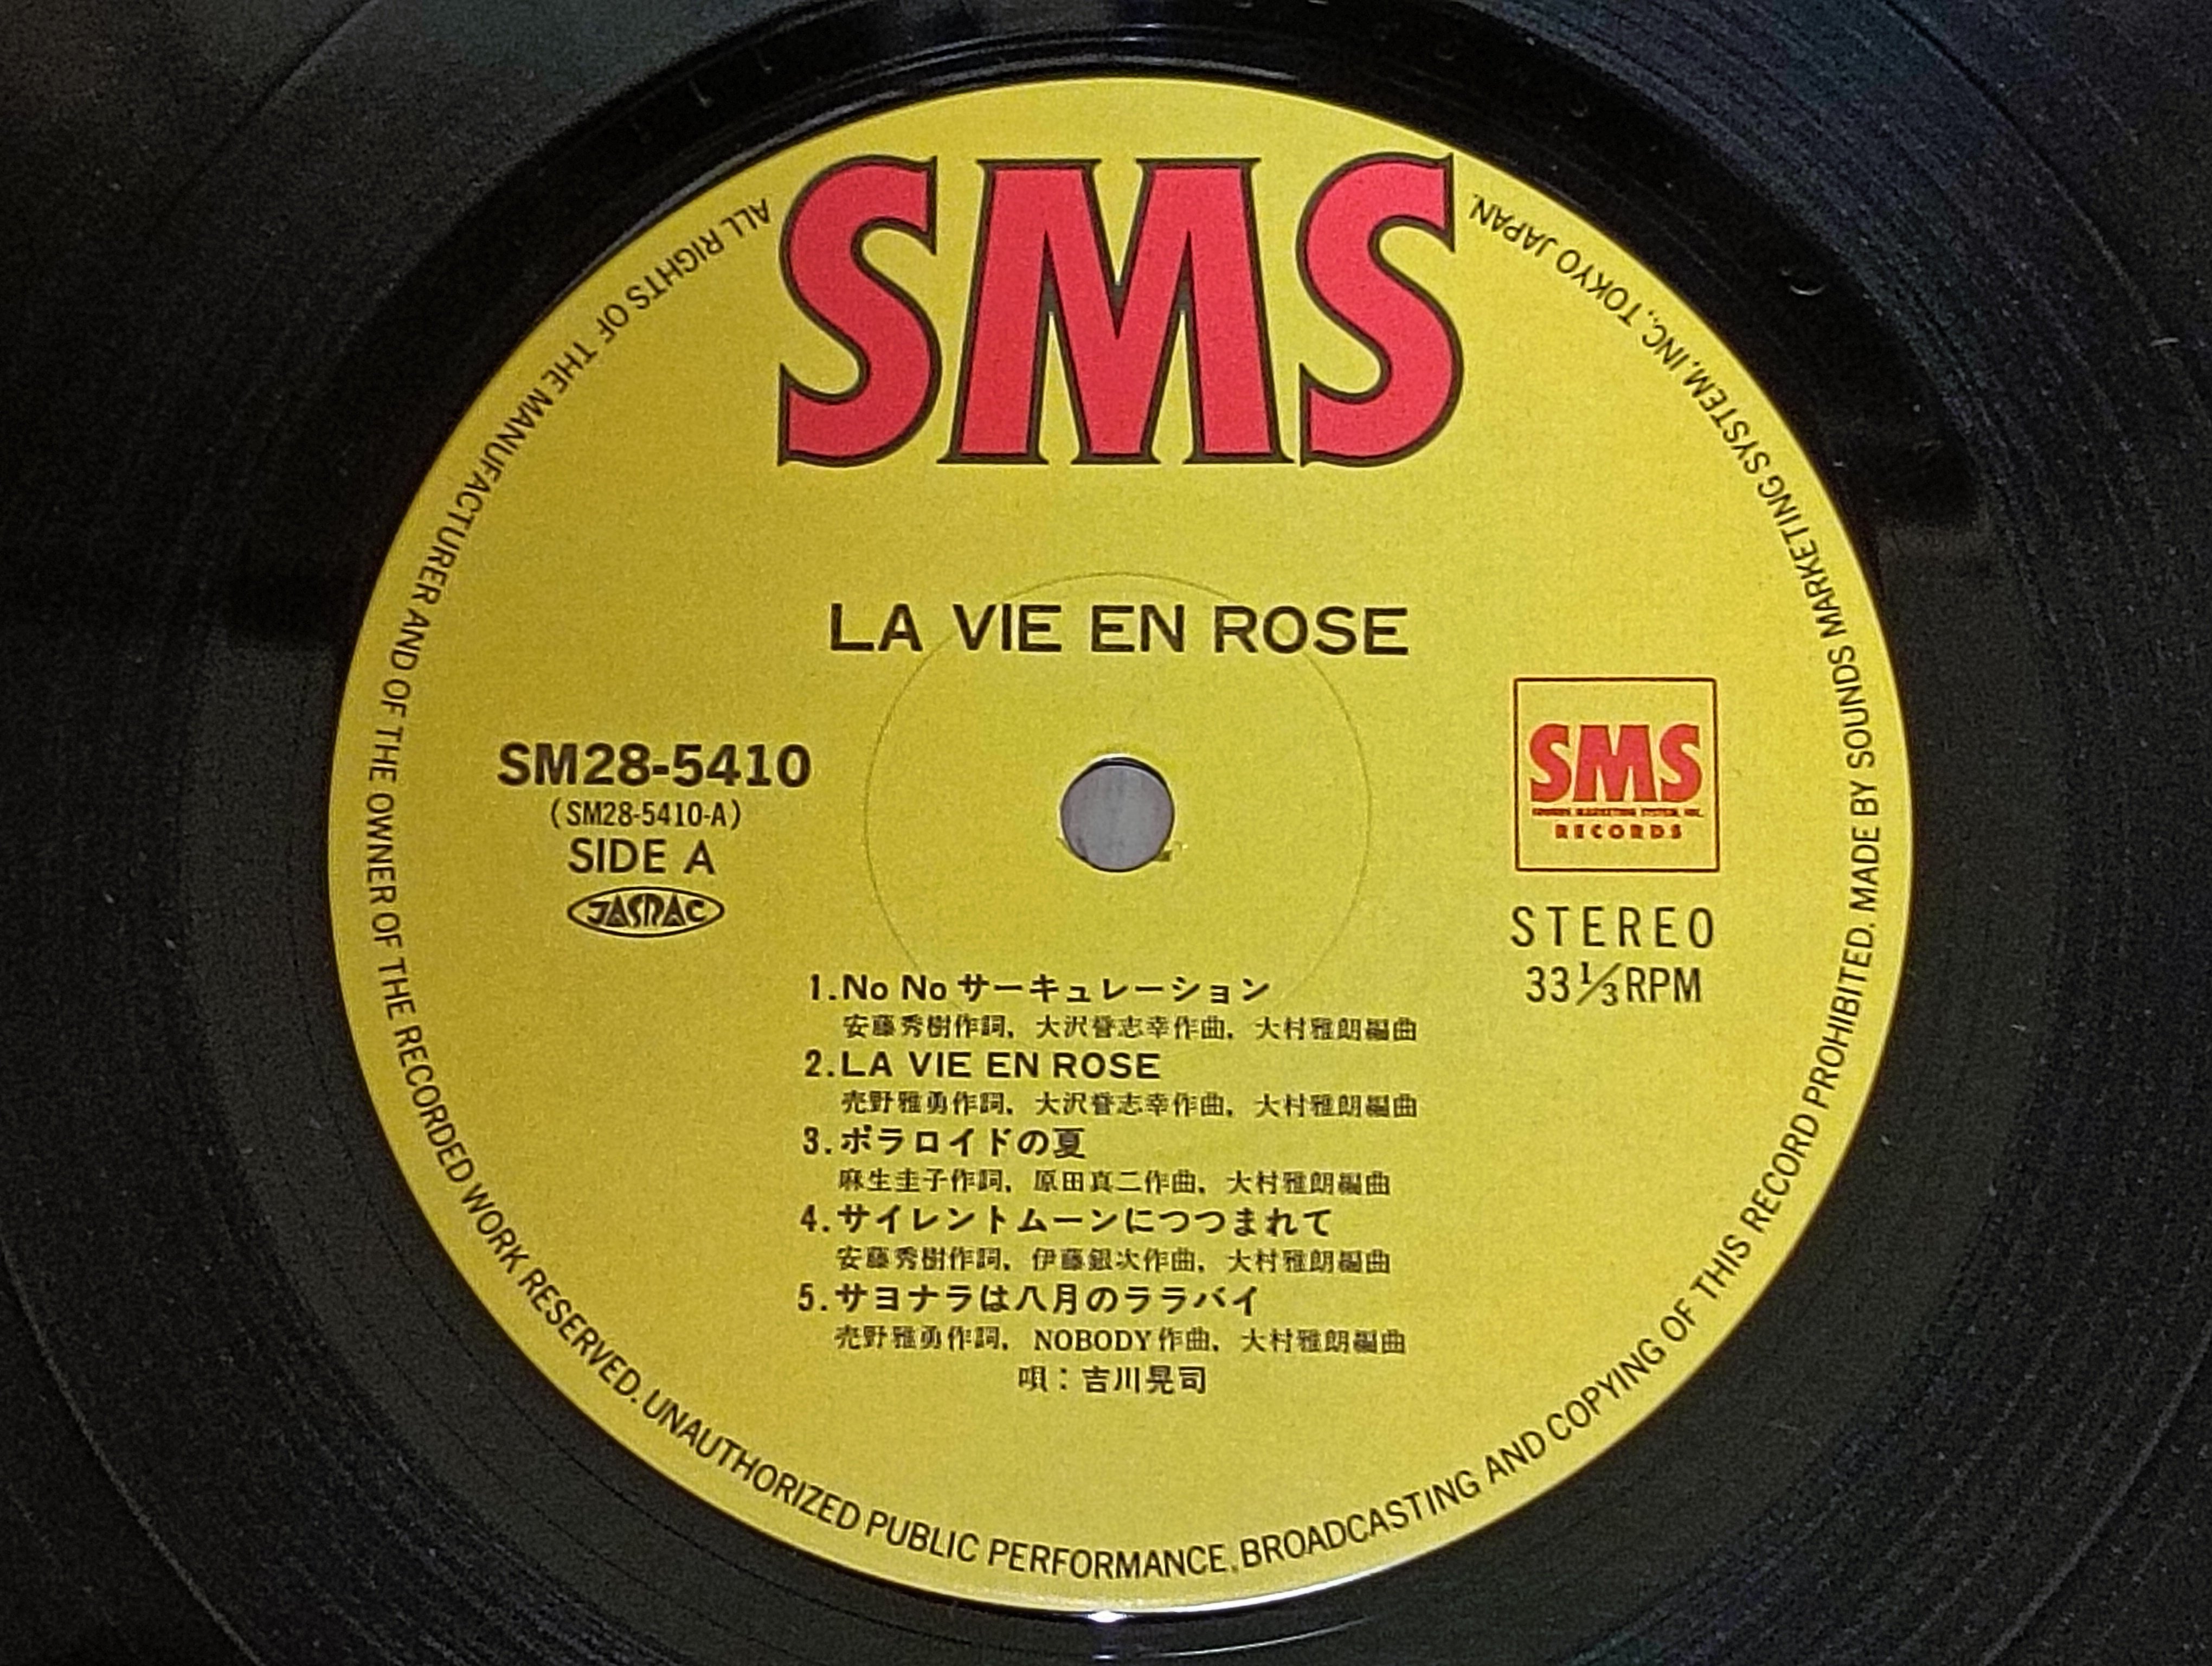 SMS
ALL RIGHTS OF THE MANUFACTURER AND OF THE OWNER OF THE RECORDED WORK RESERVED. UNAUTHORIZED PUBLIC PERFORMANCE, BROADCASTING AND COPYING OF THIS RECORD PROHIBITED. MADE BY SOUNDS MARKETING SYSTEM, INC., TOKYO JAPAN.
LA VIE EN ROSE
SM28-5410
(SM28-5410-A)
SIDE A
JASRAC
SMS
SOUNDS MARKETING SYSTEM, INC.
RECORDS
STEREO
33 1/3 RPM
1.No No サーキュレーション
安藤秀樹作詞, 大沢誉志幸作曲, 大村雅朗編曲
2.LA VIE EN ROSE
売野雅勇作詞, 大沢誉志幸作曲, 大村雅朗編曲
3.ポラロイドの夏
麻生圭子作詞, 原田真二作曲, 大村雅朗編曲
4.サイレントムーンにつつまれて
安藤秀樹作詞, 伊藤銀次作曲, 大村雅朗編曲
5.サヨナラは八月のララバイ
売野雅勇作詞, NOBODY作曲, 大村雅朗編曲
唄：吉川晃司